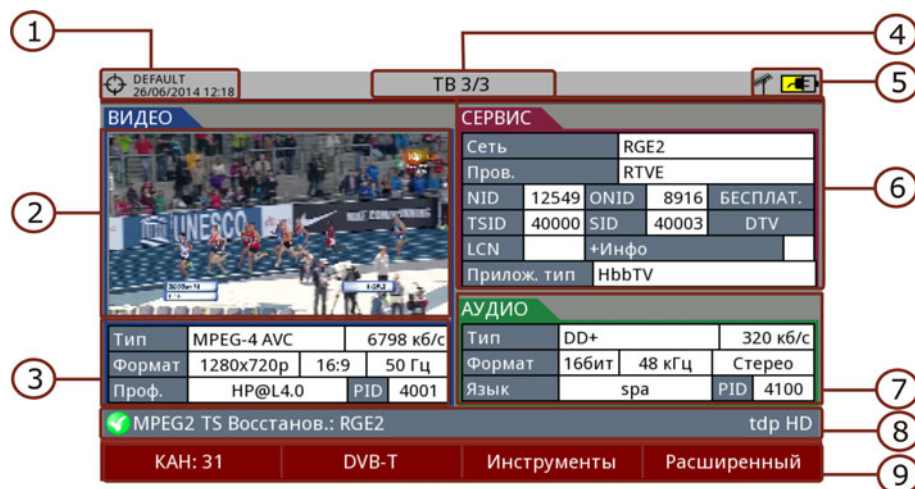 1
4
DEFAULT
26/06/2014 12:18
ТВ 3/3
5
ВИДЕО
2
UNESCO
tdp
NIKE.COM/RUNNING
СЕРВИС
Сеть RGE2
Пров. RTVE
NID 12549 ONID 8916 БЕСПЛАТ.
TSID 40000 SID 40003 DTV
LCN +Инфо
Прилож. тип HbbTV
6
3
Тип MPEG-4 AVC 6798 кб/с
Формат 1280x720p 16:9 50 Гц
Проф. HP@L4.0 PID 4001
АУДИО
Тип DD+ 320 кб/с
Формат 16бит 48 кГц Стерео
Язык spa PID 4100
7
MPEG2 TS Восстанов.: RGE2 tdp HD
8
КАН: 31 DVB-T Инструменты Расширенный
9